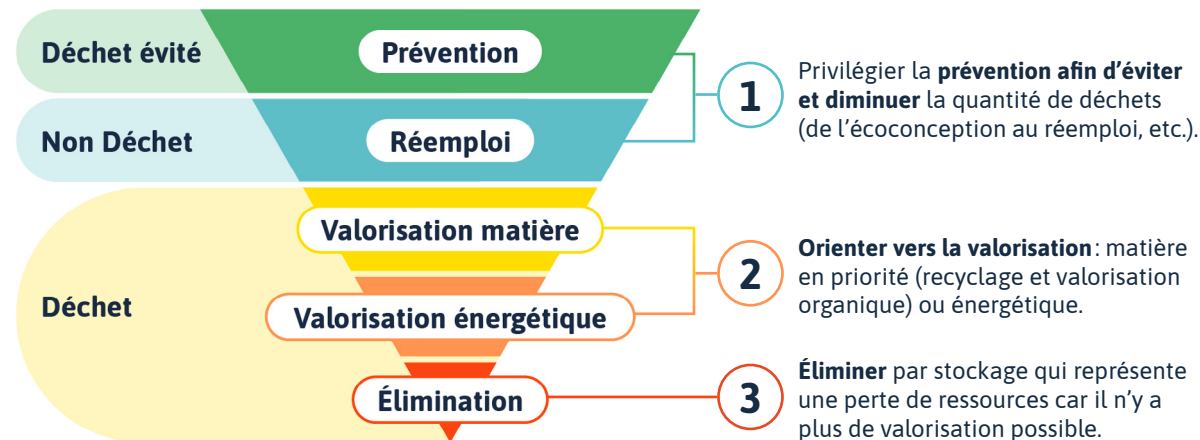 Déchet évité
Prévention
Non Déchet
Réemploi
1
Privilégier la prévention afin d’éviter
et diminuer la quantité de déchets
(de l’écoconception au réemploi, etc.).
Déchet
Valorisation matière
Valorisation énergétique
2
Orienter vers la valorisation : matière
en priorité (recyclage et valorisation
organique) ou énergétique.
Élimination
3
Éliminer par stockage qui représente
une perte de ressources car il n'y a
plus de valorisation possible.